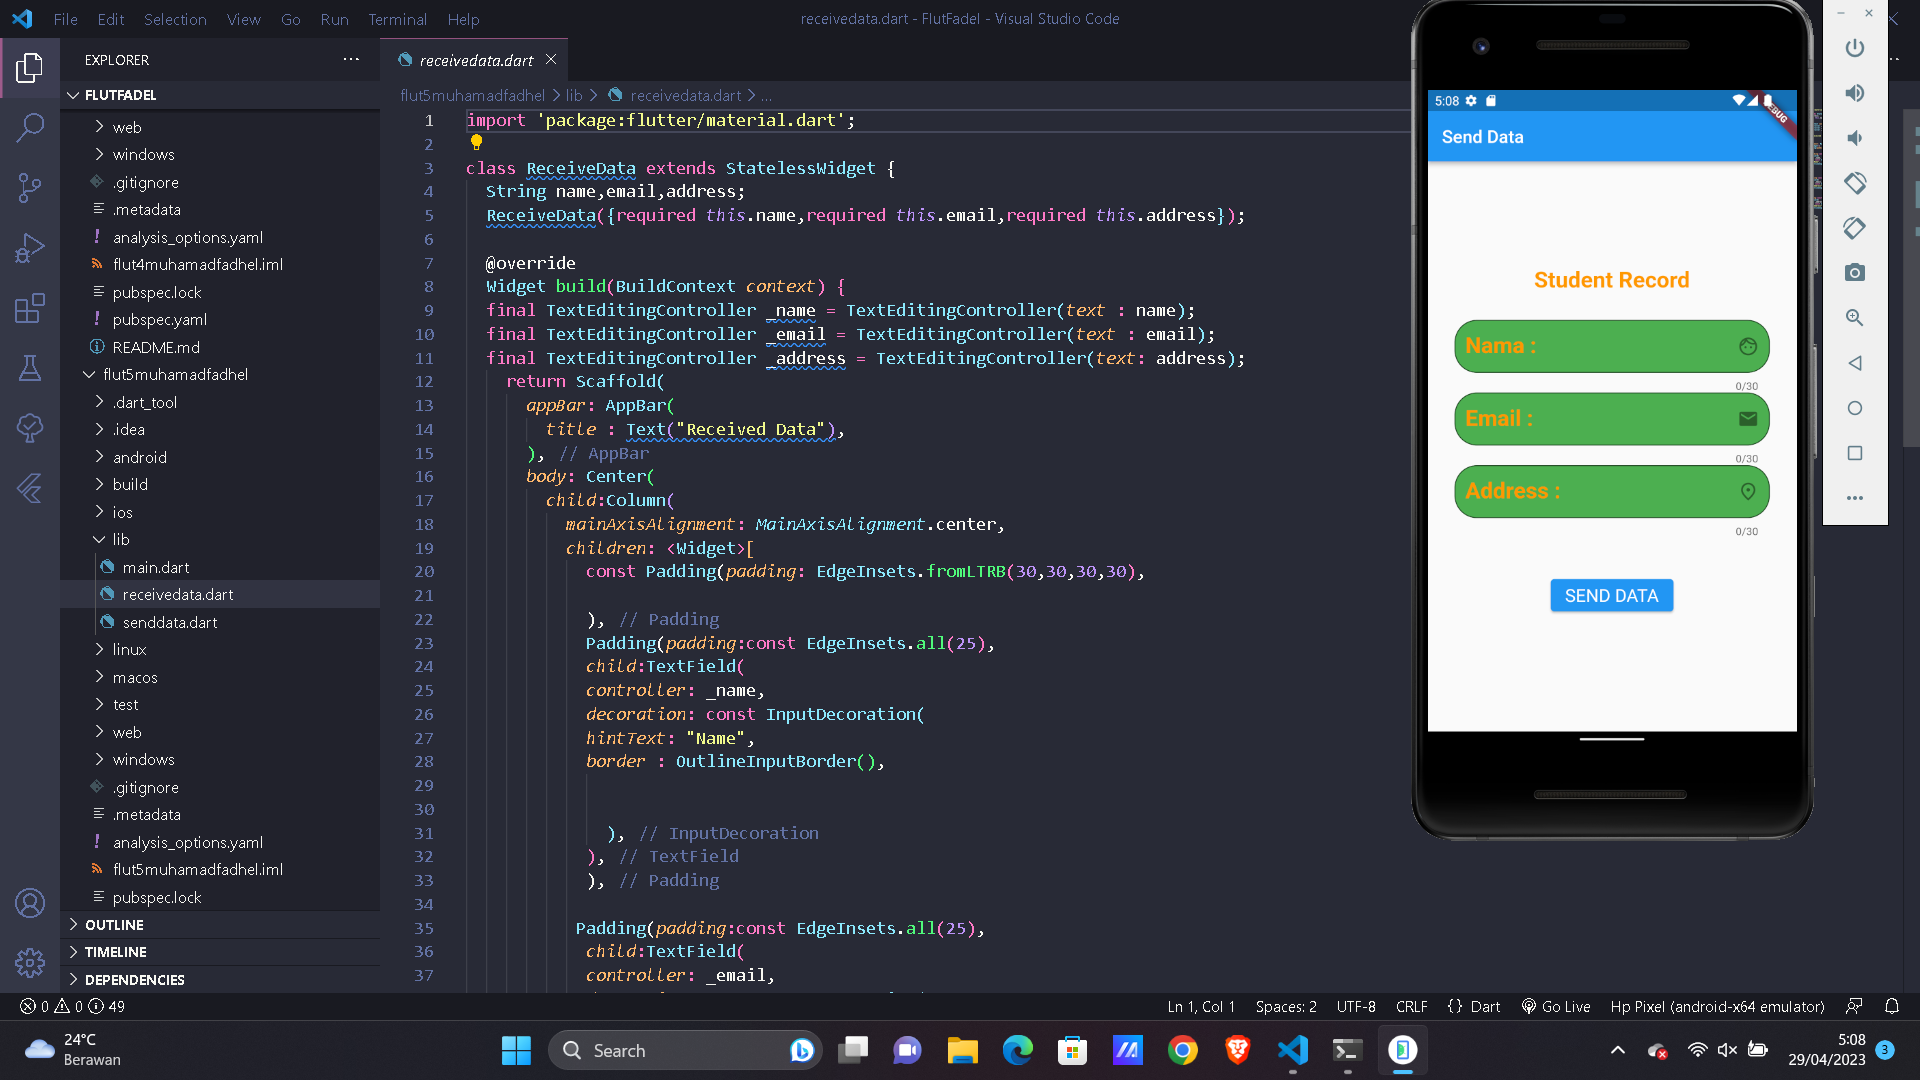 File Edit Selection View Go Run Terminal Help
receivedata.dart - FlutFadel - Visual Studio Code
EXPLORER
FLUTFADEL
web
windows
.gitignore
.metadata
analysis_options.yaml
flut4muhamadfadhel.iml
pubspec.lock
pubspec.yaml
README.md
flut5muhamadfadhel
.dart_tool
.idea
android
build
ios
lib
main.dart
receivedata.dart
senddata.dart
linux
macos
test
web
windows
.gitignore
.metadata
analysis_options.yaml
flut5muhamadfadhel.iml
pubspec.lock
OUTLINE
TIMELINE
DEPENDENCIES
receivedata.dart
flut5muhamadfadhel > lib > receivedata.dart > ...
1 import 'package:flutter/material.dart';
2
3 class ReceiveData extends StatelessWidget {
4 String name,email,address;
5 ReceiveData({required this.name,required this.email,required this.address});
6
7 @override
8 Widget build(BuildContext context) {
9 final TextEditingController _name = TextEditingController(text : name);
10 final TextEditingController _email = TextEditingController(text : email);
11 final TextEditingController _address = TextEditingController(text: address);
12 return Scaffold(
13 appBar: AppBar(
14 title : Text("Received Data"),
15 ), // AppBar
16 body: Center(
17 child:Column(
18 mainAxisAlignment: MainAxisAlignment.center,
19 children: <Widget>[
20 const Padding(padding: EdgeInsets.fromLTRB(30,30,30,30),
21
22 ), // Padding
23 Padding(padding:const EdgeInsets.all(25),
24 child:TextField(
25 controller: _name,
26 decoration: const InputDecoration(
27 hintText: "Name",
28 border : OutlineInputBorder(),
29
30
31 ), // InputDecoration
32 ), // TextField
33 ), // Padding
34
35 Padding(padding:const EdgeInsets.all(25),
36 child:TextField(
37 controller: _email,
5:08
Send Data
Student Record
Nama :
0/30
Email :
0/30
Address :
0/30
SEND DATA
0 0 49
Ln 1, Col 1 Spaces: 2 UTF-8 CRLF {} Dart Go Live Hp Pixel (android-x64 emulator)
24°C
Berawan
Search
5:08
29/04/2023
3